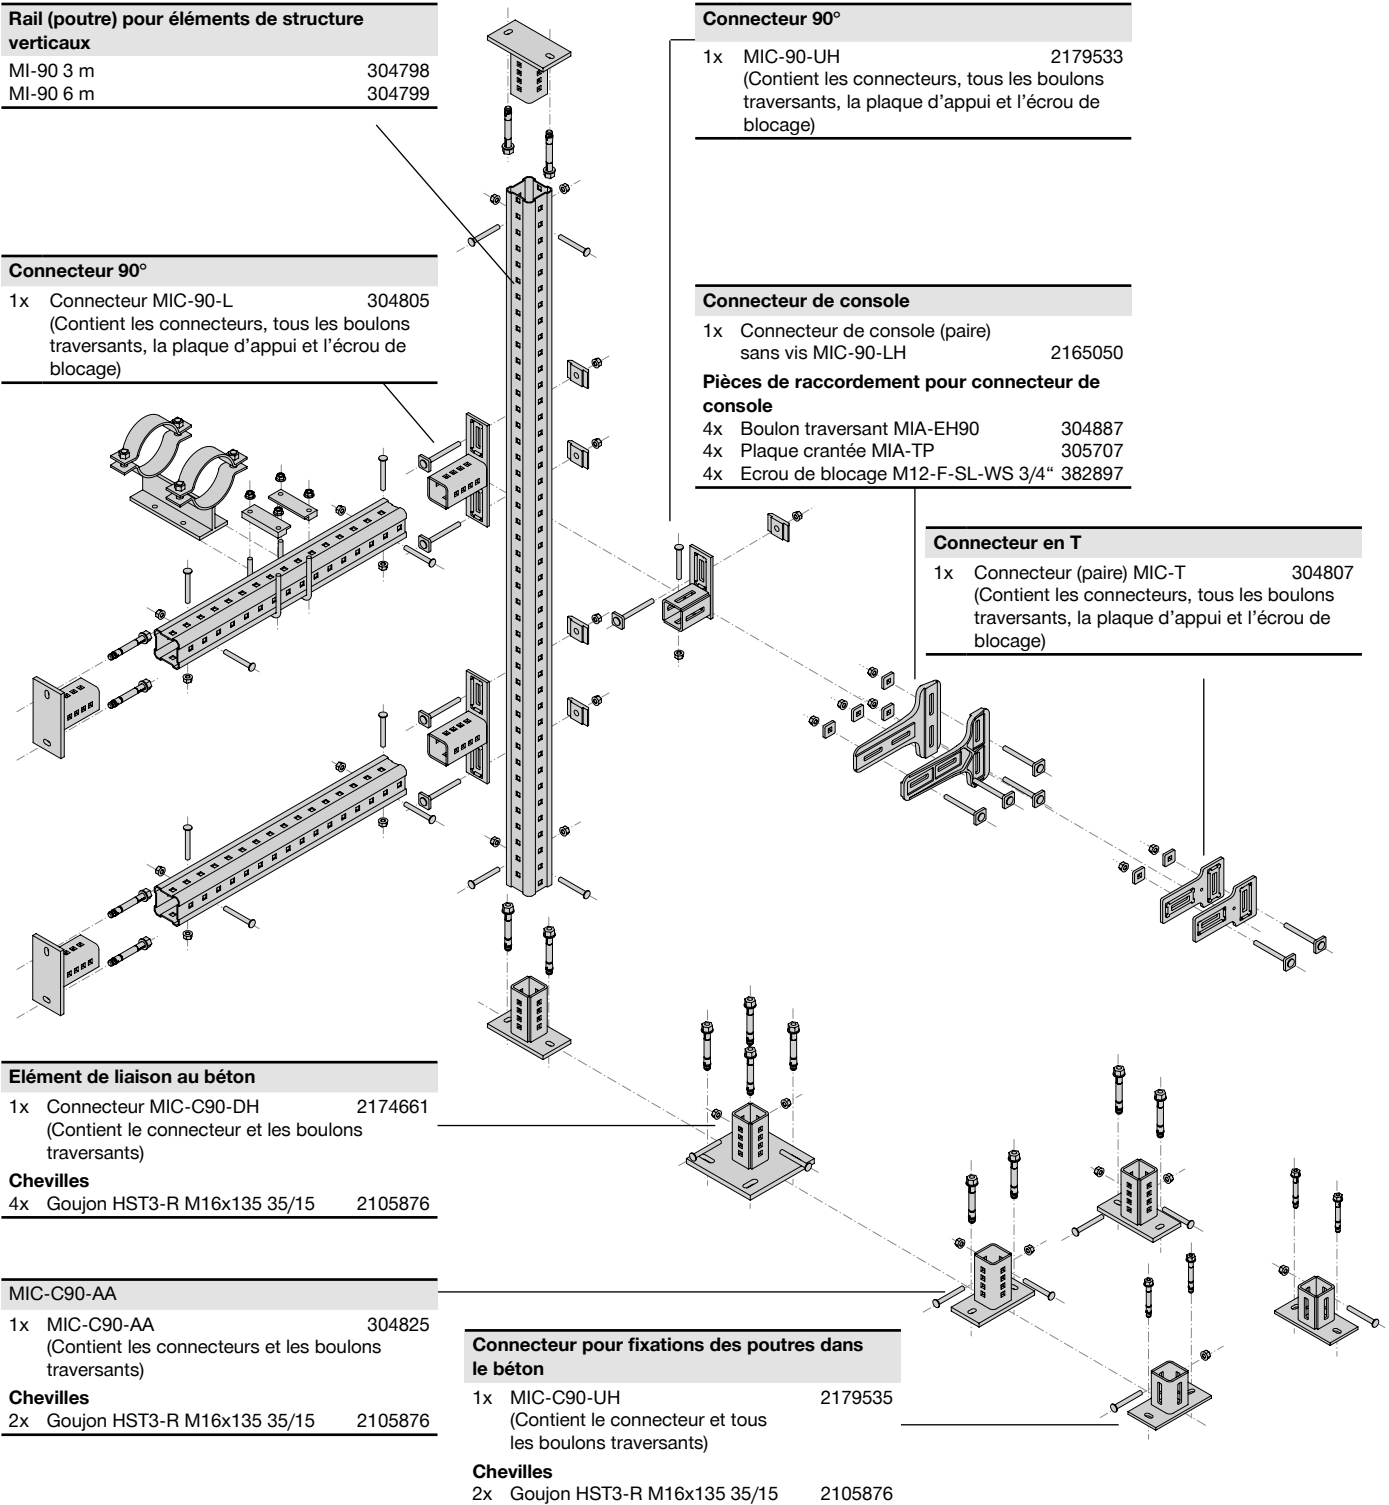 Rail (poutre) pour éléments de structure
verticaux
MI-90 3 m 304798
MI-90 6 m 304799
Connecteur 90°
1x MIC-90-UH 2179533
(Contient les connecteurs, tous les boulons
traversants, la plaque d’appui et l’écrou de
blocage)
Connecteur 90°
1x Connecteur MIC-90-L 304805
(Contient les connecteurs, tous les boulons
traversants, la plaque d’appui et l’écrou de
blocage)
Connecteur de console
1x Connecteur de console (paire)
sans vis MIC-90-LH 2165050
Pièces de raccordement pour connecteur de
console
4x Boulon traversant MIA-EH90 304887
4x Plaque crantée MIA-TP 305707
4x Ecrou de blocage M12-F-SL-WS 3/4“ 382897
Connecteur en T
1x Connecteur (paire) MIC-T 304807
(Contient les connecteurs, tous les boulons
traversants, la plaque d’appui et l’écrou de
blocage)
Elément de liaison au béton
1x Connecteur MIC-C90-DH 2174661
(Contient le connecteur et les boulons
traversants)
Chevilles
4x Goujon HST3-R M16x135 35/15 2105876
MIC-C90-AA
1x MIC-C90-AA 304825
(Contient les connecteurs et les boulons
traversants)
Chevilles
2x Goujon HST3-R M16x135 35/15 2105876
Connecteur pour fixations des poutres dans
le béton
1x MIC-C90-UH 2179535
(Contient le connecteur et tous
les boulons traversants)
Chevilles
2x Goujon HST3-R M16x135 35/15 2105876